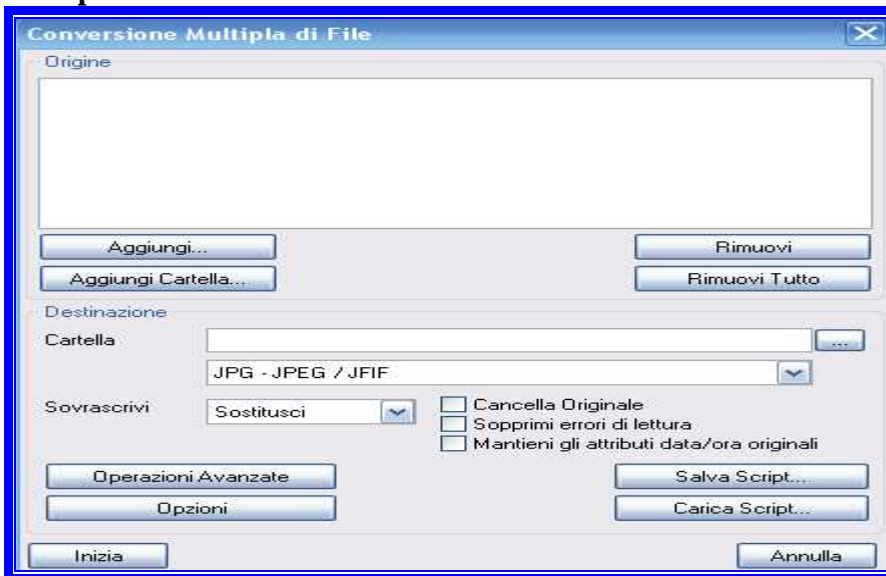 Conversione Multipla di File
Origine
Aggiungi...
Rimuovi
Aggiungi Cartella...
Rimuovi Tutto
Destinazione
Cartella
...
JPG - JPEG / JFIF
Sovrascrivi
Sostitusci
Cancella Originale
Sopprimi errori di lettura
Mantieni gli attributi data/ora originali
Operazioni Avanzate
Salva Script...
Opzioni
Carica Script...
Inizia
Annulla